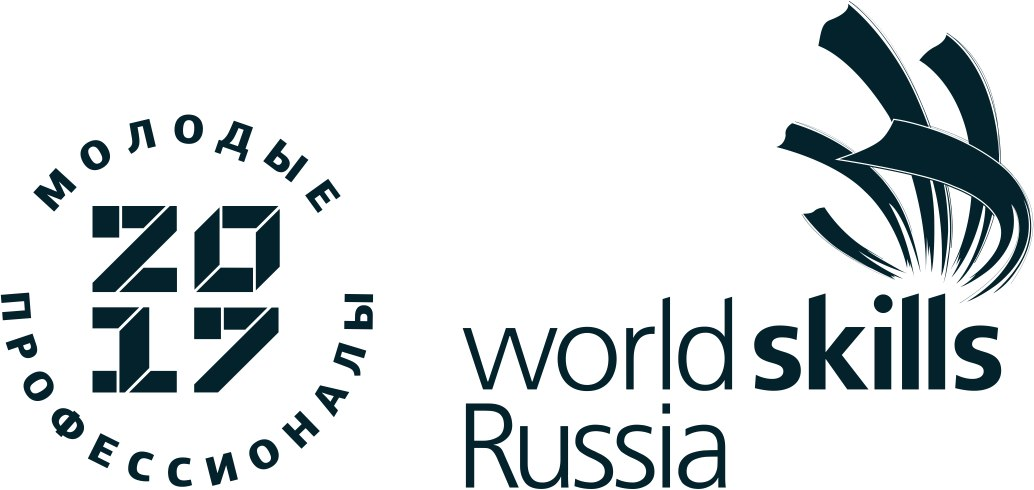 МОЛОДЫЕ
2017
ПРОФЕССИОНАЛЫ
worldskills
Russia